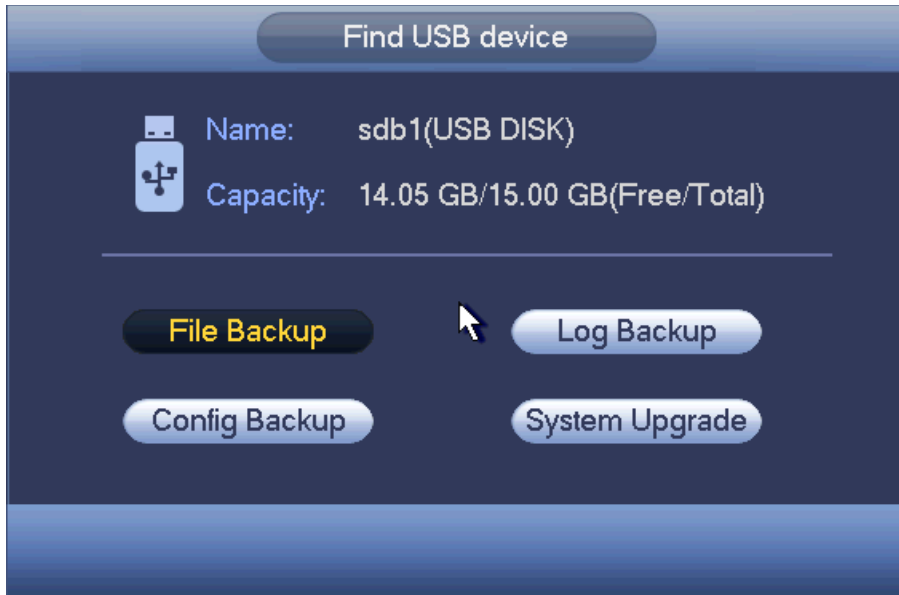 Find USB device
Name: sdb1(USB DISK)
Capacity: 14.05 GB/15.00 GB(Free/Total)
File Backup Log Backup
Config Backup System Upgrade